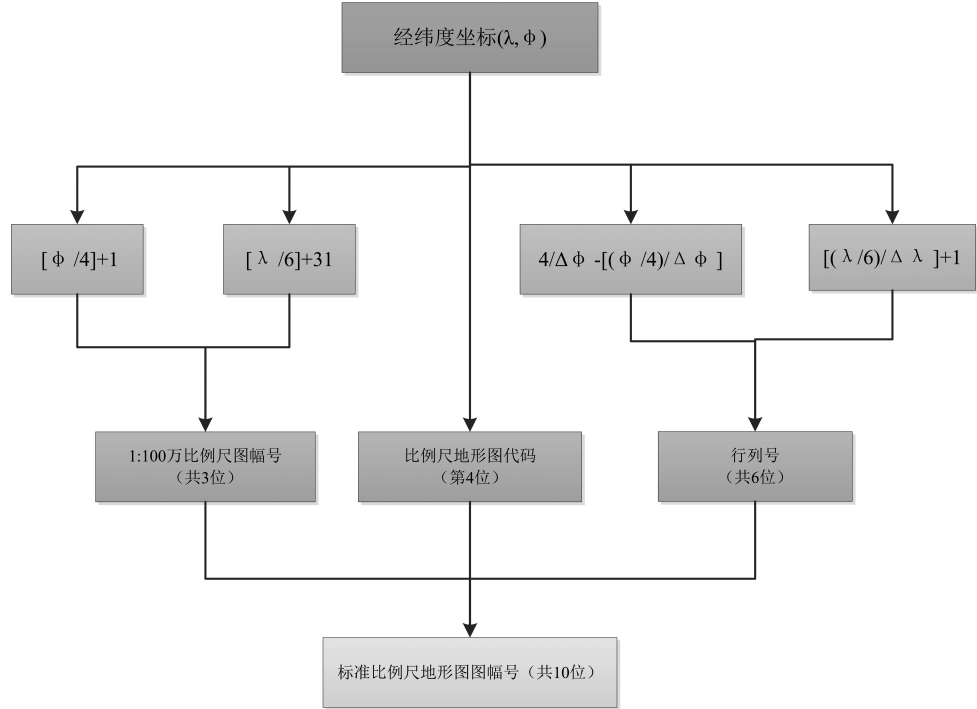 经纬度坐标(λ,φ)
[φ/4]+1
[λ/6]+31
4/Δφ-[(φ/4)/Δφ]
[(λ/6)/Δλ]+1
1:100万比例尺图幅号
（共3位）
比例尺地形图代码
（第4位）
行列号
（共6位）
标准比例尺地形图图幅号（共10位）